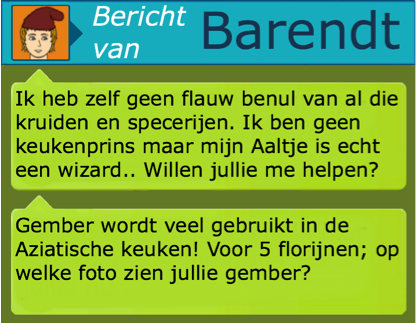 Bericht
van
Barendt
Ik heb zelf geen flauw benul van al die
kruiden en specerijen. Ik ben geen
keukenprins maar mijn Aaltje is echt
een wizard.. Willen jullie me helpen?
Gember wordt veel gebruikt in de
Aziatische keuken! Voor 5 florijnen; op
welke foto zien jullie gember?